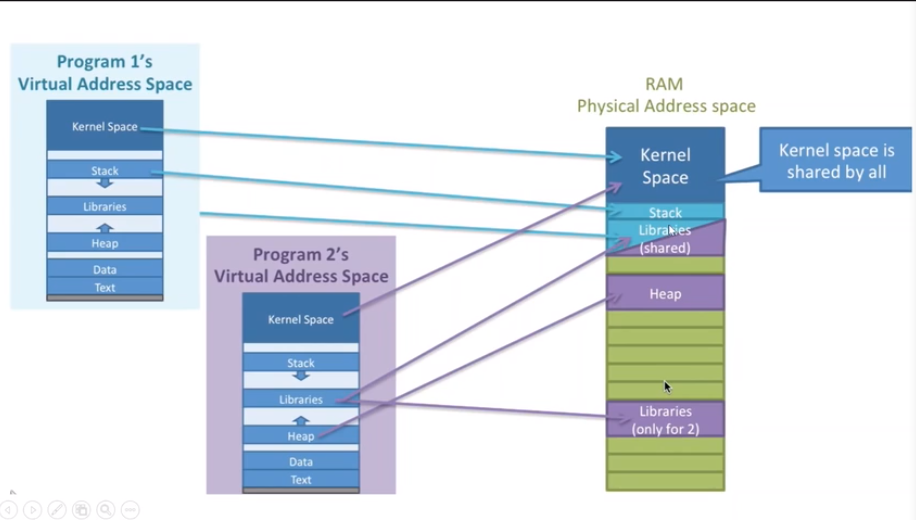 Program 1's
Virtual Address Space
Kernel Space
Stack
Libraries
Heap
Data
Text
Program 2's
Virtual Address Space
Kernel Space
Stack
Libraries
Heap
Data
Text
RAM
Physical Address space
Kernel
Space
Stack
Libraries
(shared)
Heap
Libraries
(only for 2)
Kernel space is
shared by all